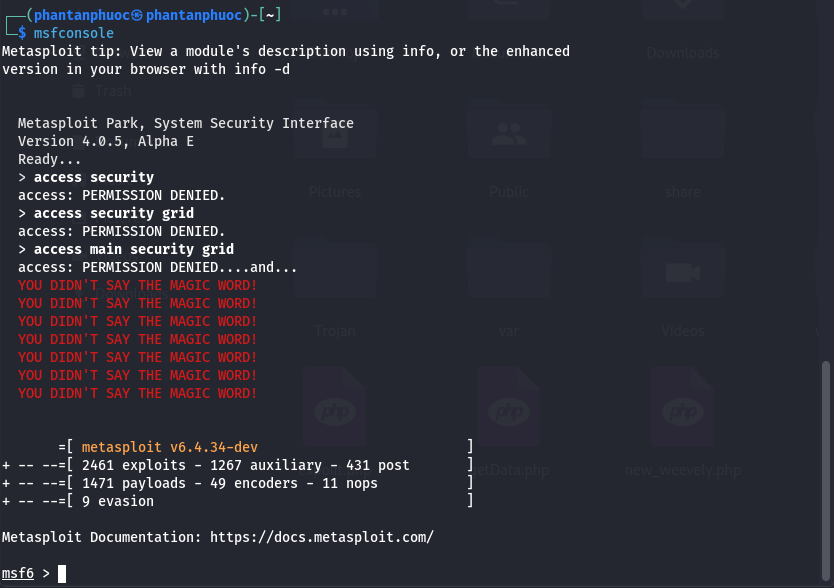 (phantanphuoc㉿phantanphuoc)-[~]
$ msfconsole
Metasploit tip: View a module's description using info, or the enhanced
version in your browser with info -d
Metasploit Park, System Security Interface
Version 4.0.5, Alpha E
Ready...
> access security
access: PERMISSION DENIED.
> access security grid
access: PERMISSION DENIED.
> access main security grid
access: PERMISSION DENIED....and...
YOU DIDN'T SAY THE MAGIC WORD!
YOU DIDN'T SAY THE MAGIC WORD!
YOU DIDN'T SAY THE MAGIC WORD!
YOU DIDN'T SAY THE MAGIC WORD!
YOU DIDN'T SAY THE MAGIC WORD!
YOU DIDN'T SAY THE MAGIC WORD!
YOU DIDN'T SAY THE MAGIC WORD!
=[ metasploit v6.4.34-dev ]
+ -- --=[ 2461 exploits - 1267 auxiliary - 431 post ]
+ -- --=[ 1471 payloads - 49 encoders - 11 nops ]
+ -- --=[ 9 evasion ]
Metasploit Documentation: https://docs.metasploit.com/
msf6 >
Downloads
Trash
Pictures
Public
share
Trojan
var
Videos
php
php
php
etData.php
new_weevely.php